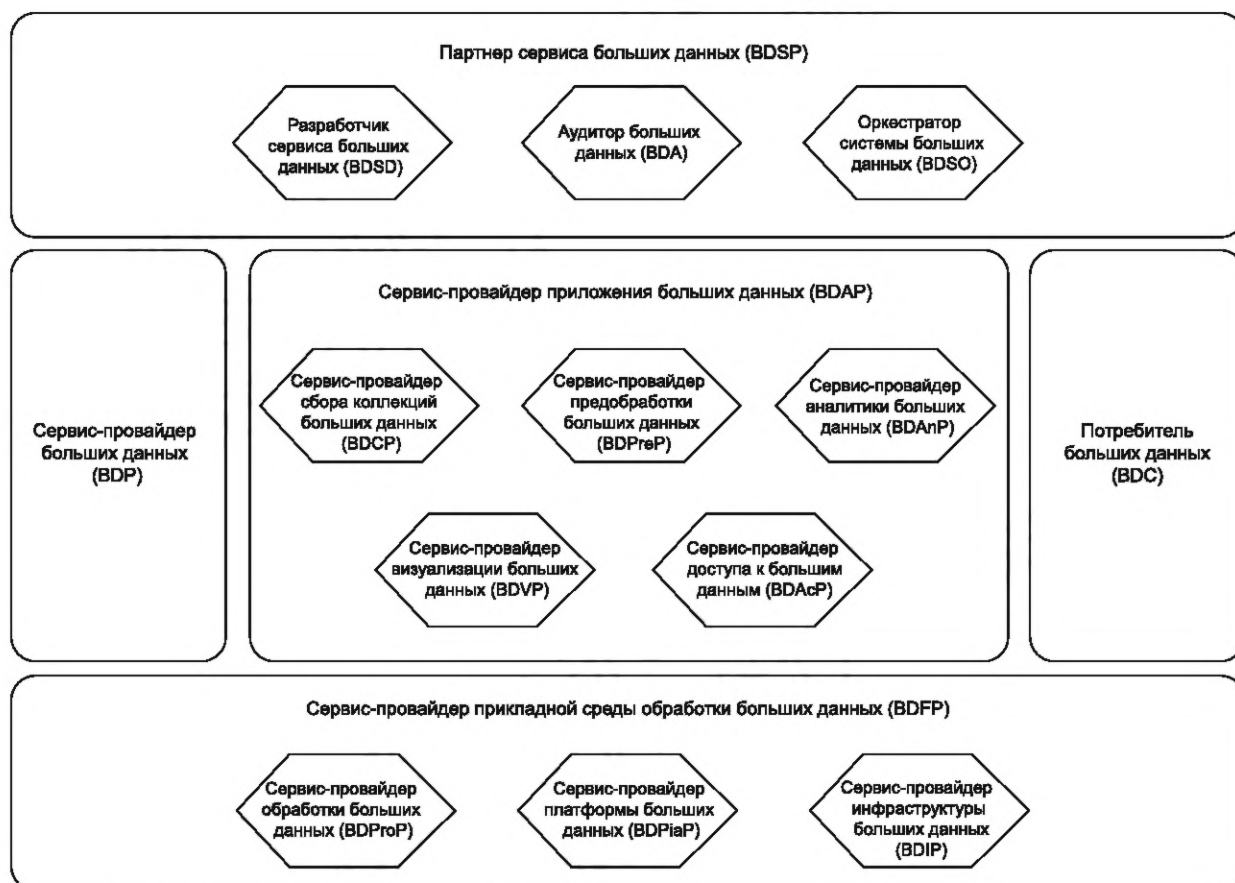 Партнер сервиса больших данных (BDSP)
Разработчик
сервиса больших
данных (BDSD)
Аудитор больших
данных (BDA)
Оркестратор
системы больших
данных (BDSO)
Сервис-провайдер
больших данных
(BDP)
Сервис-провайдер приложения больших данных (BDAP)
Сервис-провайдер
сбора коллекций
больших данных
(BDCP)
Сервис-провайдер
предобработки
больших данных
(BDPreP)
Сервис-провайдер
аналитики больших
данных (BDAnP)
Сервис-провайдер
визуализации больших
данных (BDVP)
Сервис-провайдер
доступа к большим
данным (BDAcP)
Потребитель
больших данных
(BDC)
Сервис-провайдер прикладной среды обработки больших данных (BDFP)
Сервис-провайдер
обработки больших
данных (BDProP)
Сервис-провайдер
платформы больших
данных (BDPiaP)
Сервис-провайдер
инфраструктуры
больших данных
(BDIP)